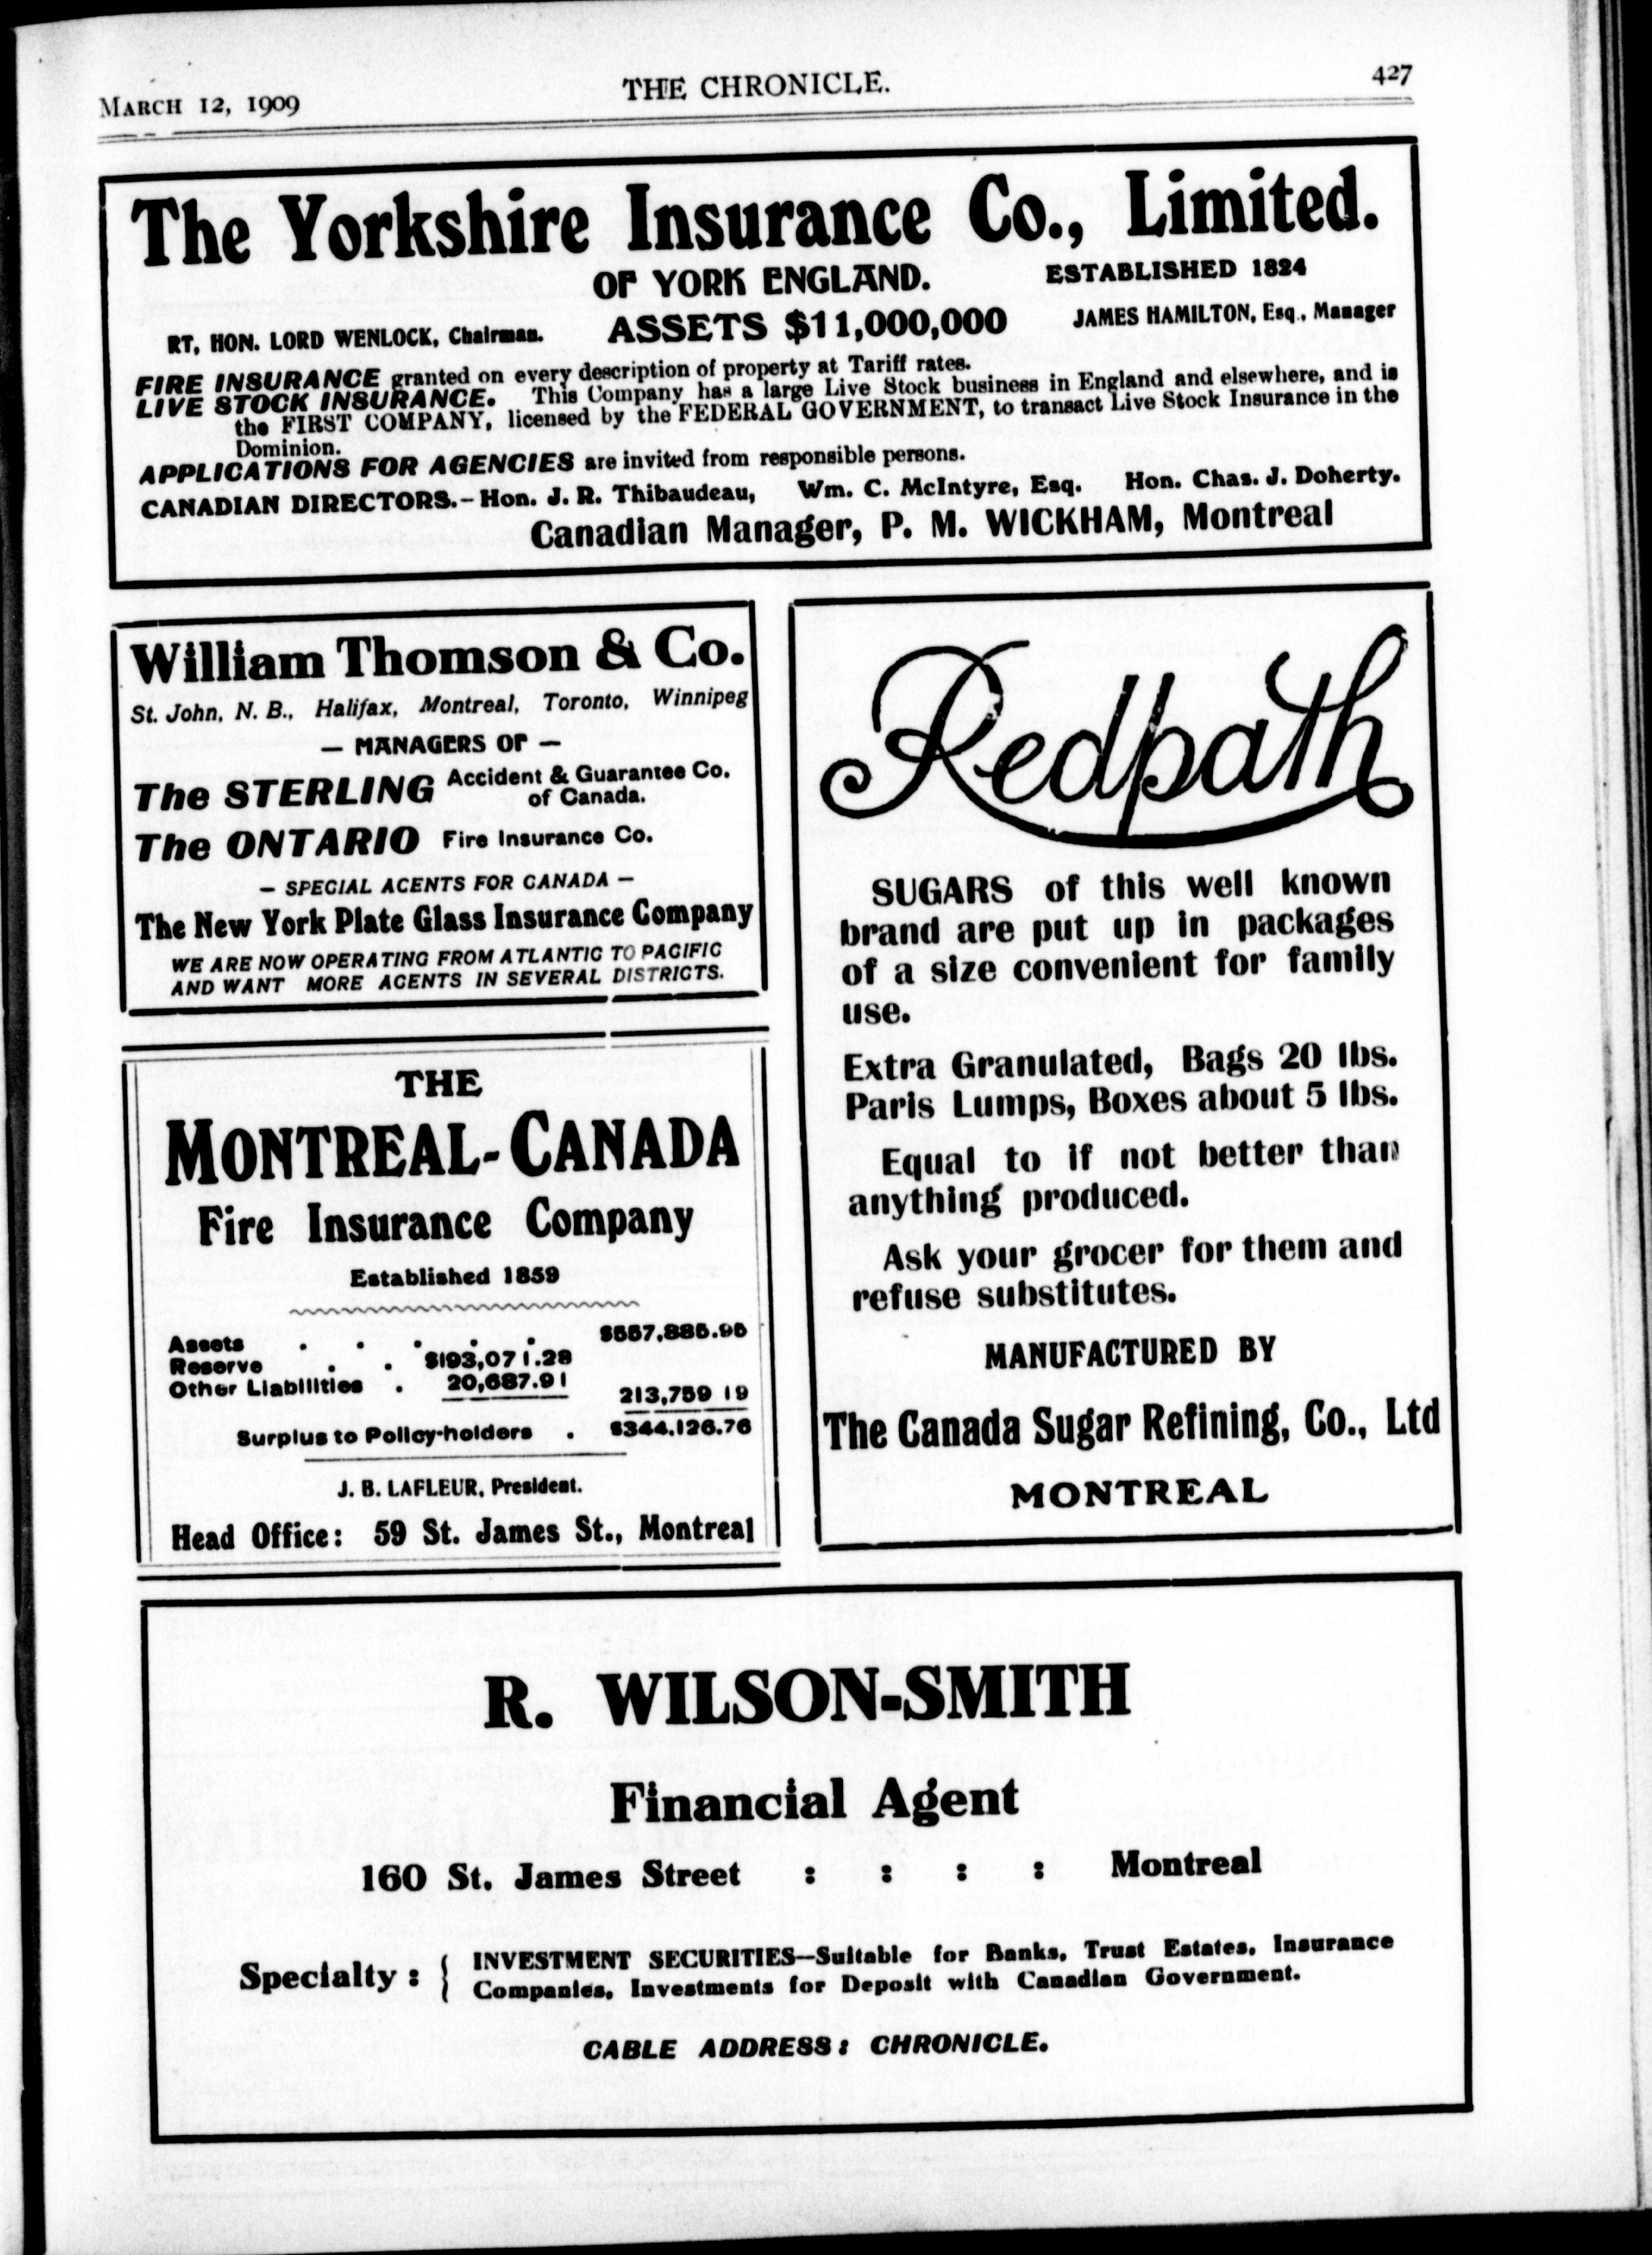 MARCH 12, 1909
THE CHRONICLE.
427
The Yorkshire Insurance Co., Limited.
OF YORK ENGLAND.
ESTABLISHED 1824
RT, HON. LORD WENLOCK, Chairman.
ASSETS $11,000,000
JAMES HAMILTON, Esq., Manager
FIRE INSURANCE granted on every description of property at Tariff rates.
LIVE STOCK INSURANCE. This Company has a large Live Stock business in England and elsewhere, and is
the FIRST COMPANY, licensed by the FEDERAL GOVERNMENT, to transact Live Stock Insurance in the
Dominion.
APPLICATIONS FOR AGENCIES are invited from responsible persons.
CANADIAN DIRECTORS.-Hon. J. R. Thibaudeau, Wm. C. McIntyre, Esq. Hon. Chas. J. Doherty.
Canadian Manager, P. M. WICKHAM, Montreal
William Thomson & Co.
St. John, N. B., Halifax, Montreal, Toronto, Winnipeg
— MANAGERS OF —
The STERLING Accident & Guarantee Co.
of Canada.
The ONTARIO Fire Insurance Co.
— SPECIAL AGENTS FOR CANADA —
The New York Plate Glass Insurance Company
WE ARE NOW OPERATING FROM ATLANTIC TO PACIFIC
AND WANT MORE AGENTS IN SEVERAL DISTRICTS.
THE
MONTREAL-CANADA
Fire Insurance Company
Established 1859
Assets . . . . . $557,885.95
Reserve . . $193,071.28
Other Liabilities . 20,687.91
213,759 19
Surplus to Policy-holders . $344.126.76
J. B. LAFLEUR, President.
Head Office: 59 St. James St., Montreal
Redpath
SUGARS of this well known
brand are put up in packages
of a size convenient for family
use.
Extra Granulated, Bags 20 lbs.
Paris Lumps, Boxes about 5 lbs.
Equal to if not better than
anything produced.
Ask your grocer for them and
refuse substitutes.
MANUFACTURED BY
The Canada Sugar Refining, Co., Ltd
MONTREAL
R. WILSON-SMITH
Financial Agent
160 St. James Street : : : : Montreal
Specialty : { INVESTMENT SECURITIES—Suitable for Banks, Trust Estates, Insurance
Companies, Investments for Deposit with Canadian Government.
CABLE ADDRESS: CHRONICLE.